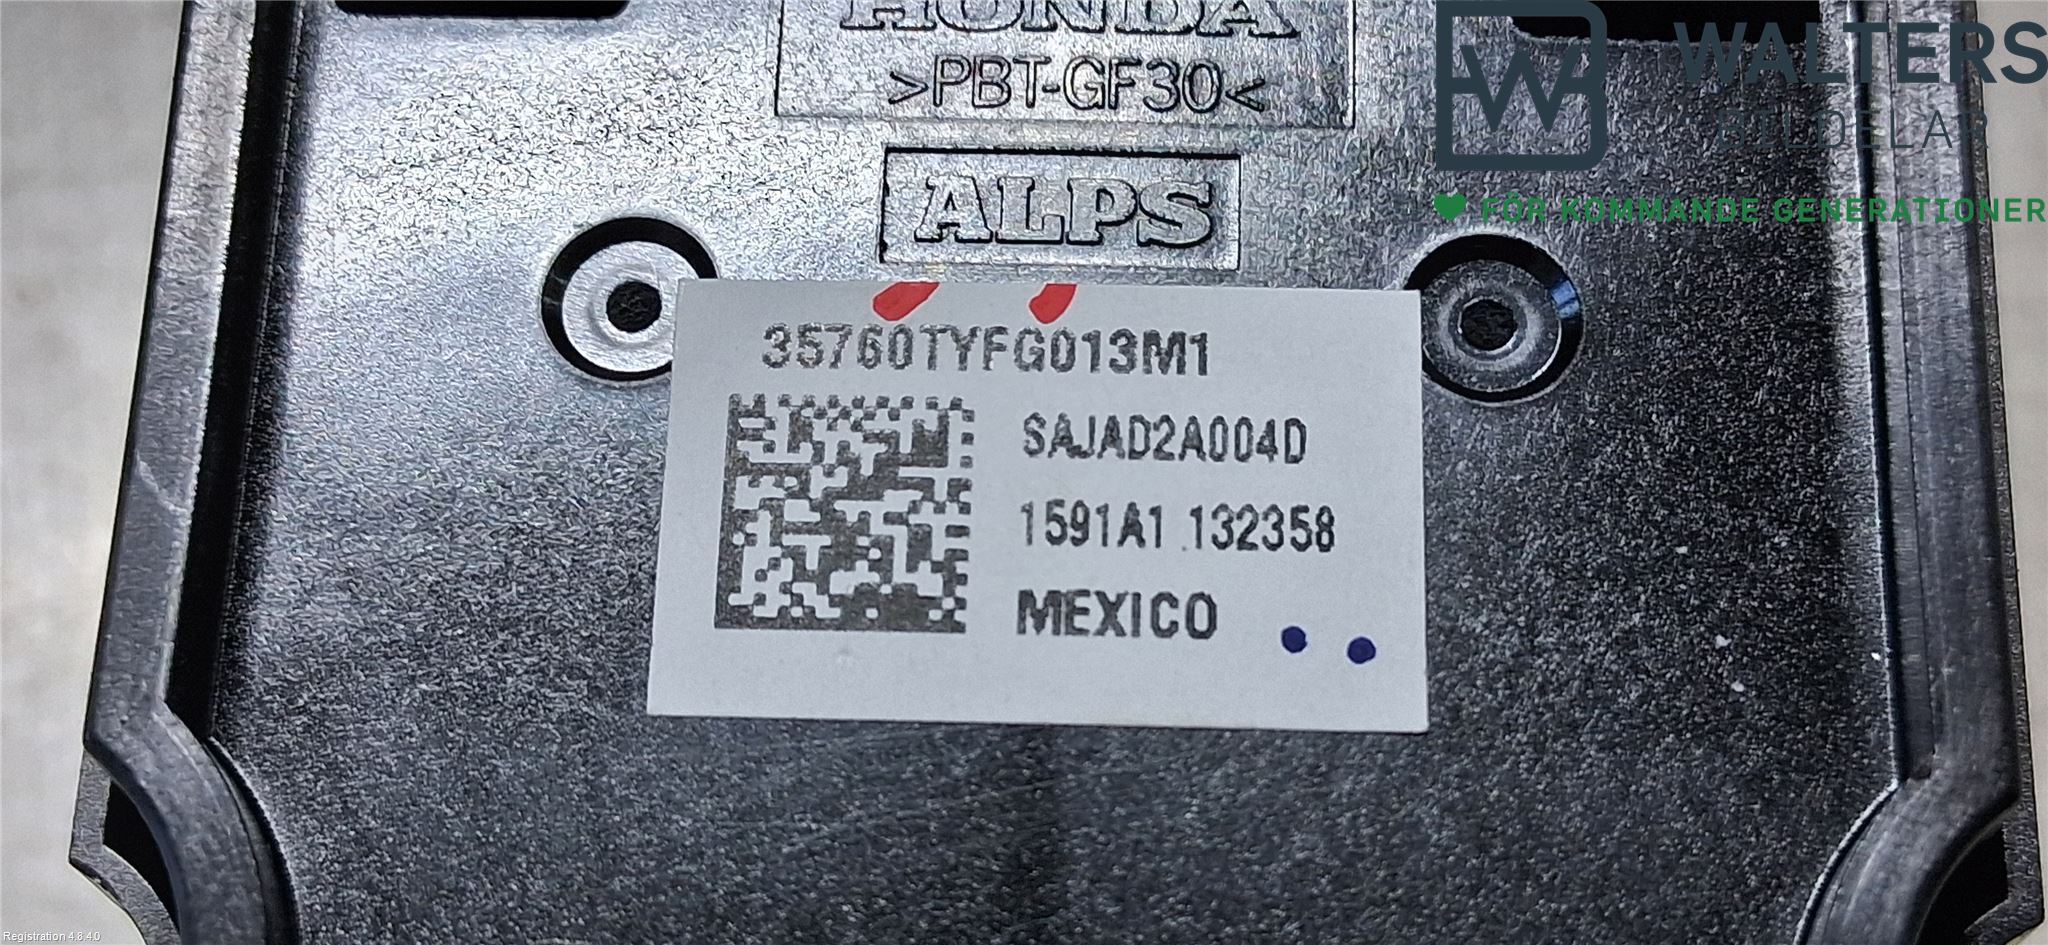 HONDA
>PBT-GF30<
ALPS
35760TYFG013M1
SAJAD2A004D
1591A1 132358
MEXICO
WALTERS
BILDELAR
FÖR KOMMANDE GENERATIONER
Registration 4.8.4.0